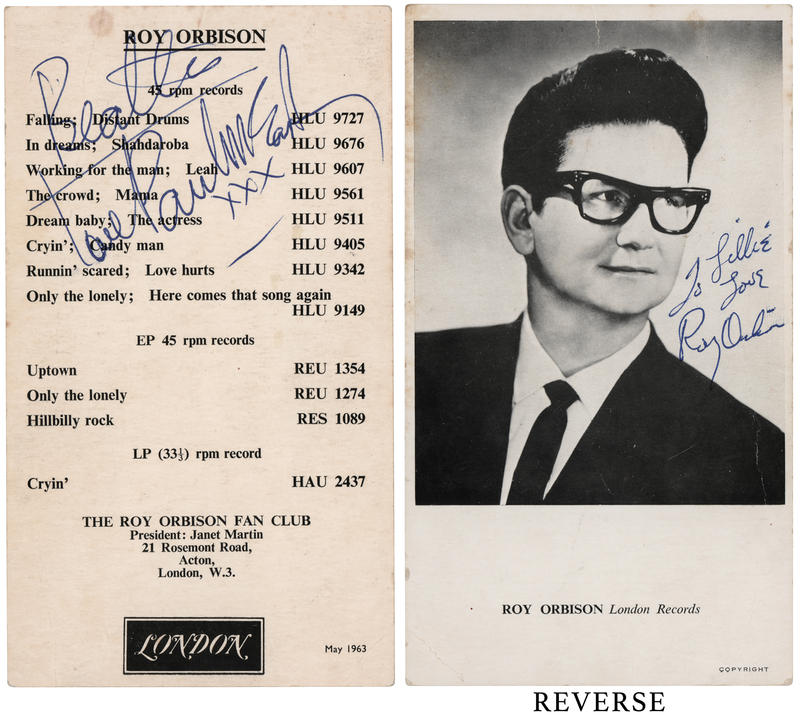 ROY ORBISON
Beatles
45 rpm records
Falling; Distant Drums HLU 9727
In dreams; Shahdaroba HLU 9676
Working for the man; Leah HLU 9607
The crowd; Mama HLU 9561
Dream baby; The actress HLU 9511
Cryin'; Candy man HLU 9405
Runnin' scared; Love hurts HLU 9342
Only the lonely; Here comes that song again
HLU 9149
love Paul McCartney
xxx
EP 45 rpm records
Uptown REU 1354
Only the lonely REU 1274
Hillbilly rock RES 1089
LP (33⅓) rpm record
Cryin' HAU 2437
THE ROY ORBISON FAN CLUB
President: Janet Martin
21 Rosemont Road,
Acton,
London, W.3.
LONDON
May 1963
To "Lillie"
Love
Roy Orbison
ROY ORBISON London Records
COPYRIGHT
REVERSE